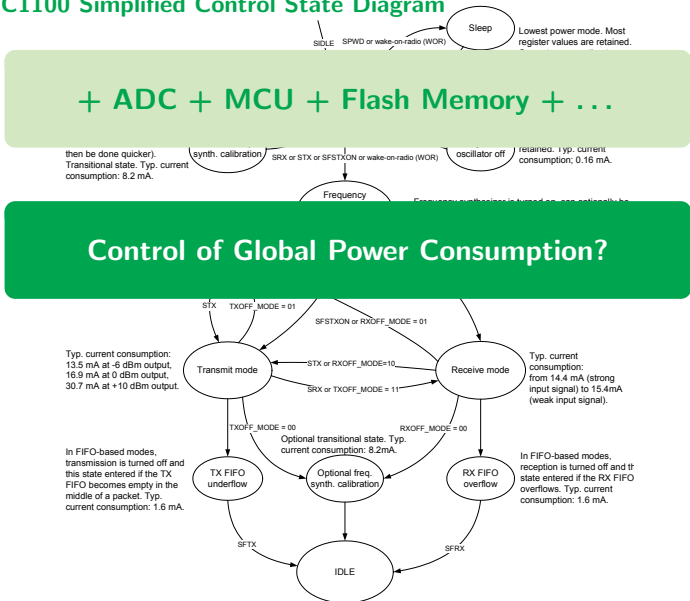 C1100 Simplified Control State Diagram
SIDLE
SPWD or wake-on-radio (WOR)
Sleep
Lowest power mode. Most
register values are retained.
+ ADC + MCU + Flash Memory + . . .
then be done quicker).
Transitional state. Typ. current
consumption: 8.2 mA.
synth. calibration
SRX or STX or SFSTXON or wake-on-radio (WOR)
oscillator off
retained. Typ. current
consumption; 0.16 mA.
Frequency
Control of Global Power Consumption?
STX
TXOFF_MODE = 01
SFSTXON or RXOFF_MODE = 01
Typ. current consumption:
13.5 mA at -6 dBm output,
16.9 mA at 0 dBm output,
30.7 mA at +10 dBm output.
Transmit mode
STX or RXOFF_MODE=10
SRX or TXOFF_MODE = 11
Receive mode
Typ. current
consumption:
from 14.4 mA (strong
input signal) to 15.4mA
(weak input signal).
TXOFF_MODE = 00
RXOFF_MODE = 00
Optional transitional state. Typ.
current consumption: 8.2mA.
In FIFO-based modes,
transmission is turned off and
this state entered if the TX
FIFO becomes empty in the
middle of a packet. Typ.
current consumption: 1.6 mA.
TX FIFO
underflow
Optional freq.
synth. calibration
RX FIFO
overflow
In FIFO-based modes,
reception is turned off and th
state entered if the RX FIFO
overflows. Typ. current
consumption: 1.6 mA.
SFTX
SFRX
IDLE